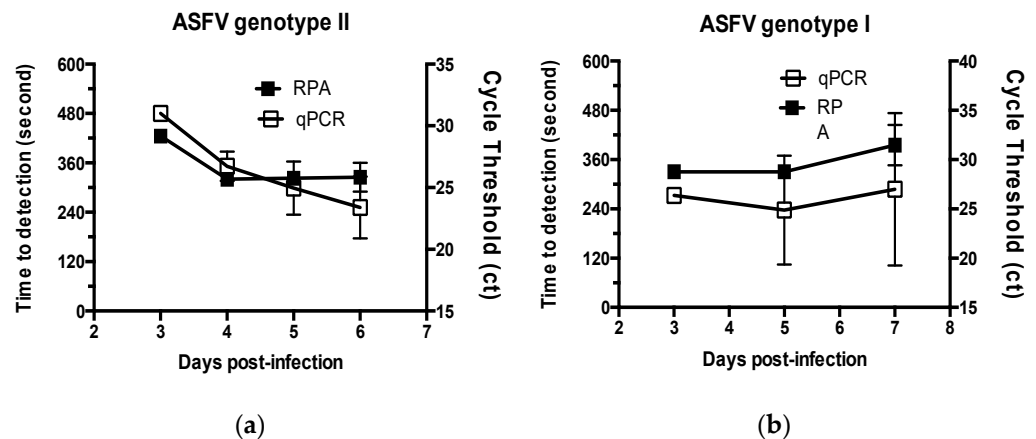 ASFV genotype II
Time to detection (second)
600
480
360
240
120
0
RPA
qPCR
35
30
25
20
15
Cycle Threshold (ct)
2 3 4 5 6 7
Days post-infection
(a)
ASFV genotype I
Time to detection (second)
600
480
360
240
120
0
qPCR
RP
A
40
35
30
25
20
15
Cycle Threshold (ct)
2 3 4 5 6 7 8
Days post-infection
(b)